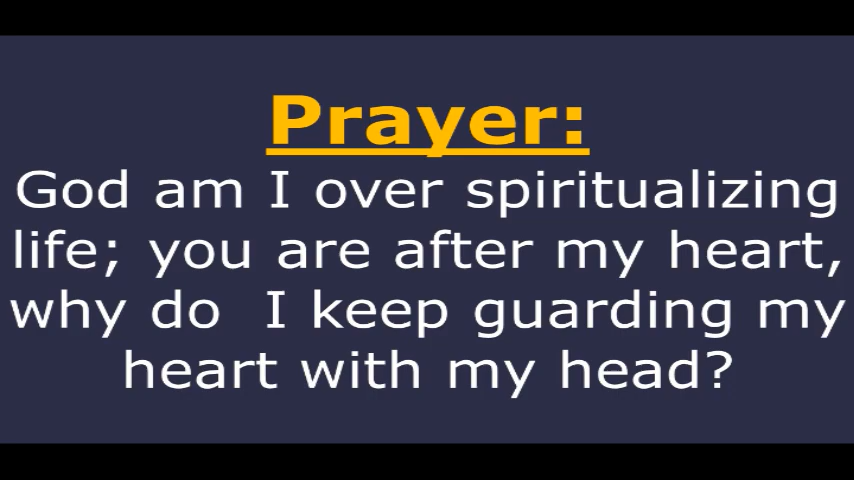 Prayer:
God am I over spiritualizing
life; you are after my heart,
why do  I keep guarding my
heart with my head?